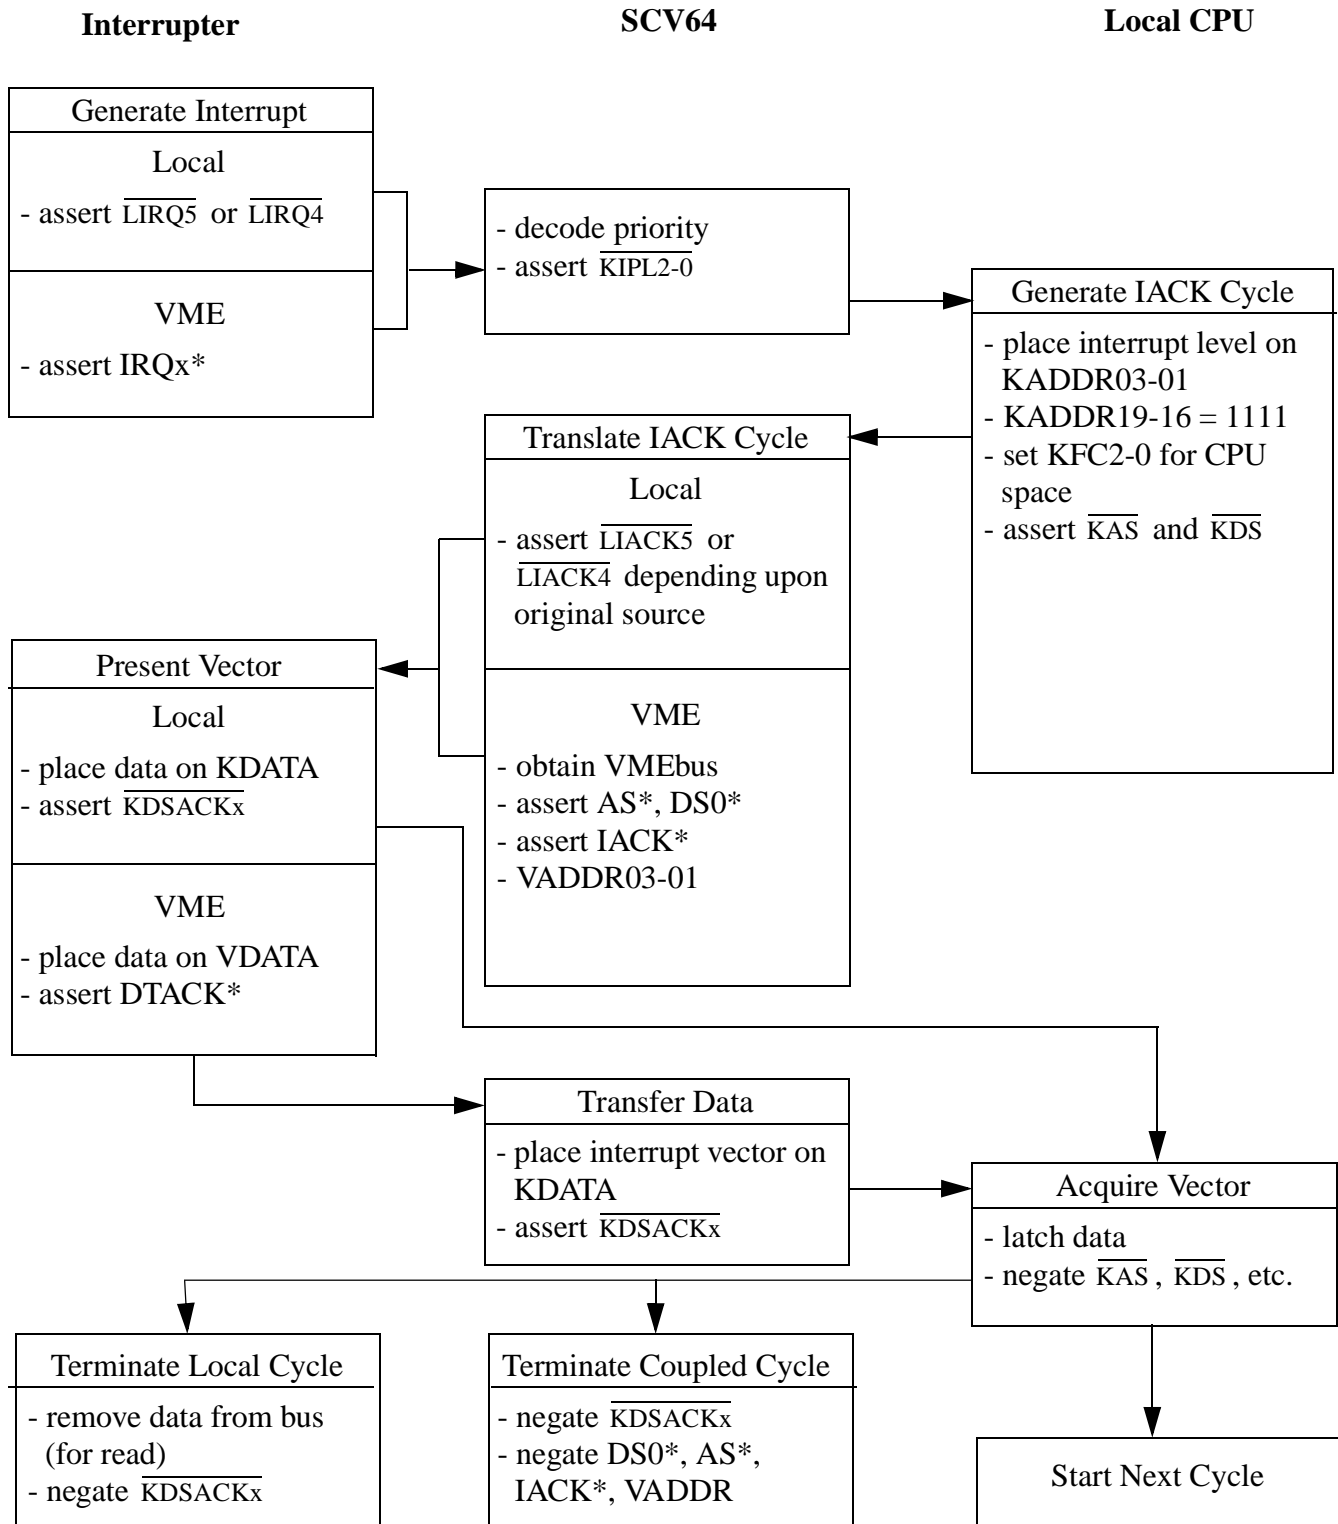 Interrupter
SCV64
Local CPU
Generate Interrupt
Local
- assert LIRQ5 or LIRQ4
VME
- assert IRQx*
- decode priority
- assert KIPL2-0
Generate IACK Cycle
- place interrupt level on
KADDR03-01
- KADDR19-16 = 1111
- set KFC2-0 for CPU
space
- assert KAS and KDS
Translate IACK Cycle
Local
- assert LIACK5 or
LIACK4 depending upon
original source
VME
- obtain VMEbus
- assert AS*, DS0*
- assert IACK*
- VADDR03-01
Present Vector
Local
- place data on KDATA
- assert KDSACKx
VME
- place data on VDATA
- assert DTACK*
Transfer Data
- place interrupt vector on
KDATA
- assert KDSACKx
Acquire Vector
- latch data
- negate KAS , KDS , etc.
Terminate Local Cycle
- remove data from bus
(for read)
- negate KDSACKx
Terminate Coupled Cycle
- negate KDSACKx
- negate DS0*, AS*,
IACK*, VADDR
Start Next Cycle